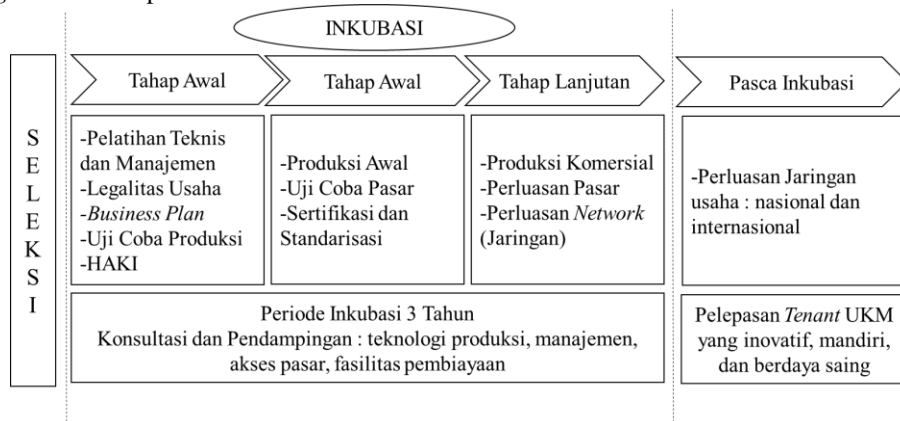 INKUBASI
SELEKSI
Tahap Awal
-Pelatihan Teknis
dan Manajemen
-Legalitas Usaha
-Business Plan
-Uji Coba Produksi
-HAKI
Tahap Awal
-Produksi Awal
-Uji Coba Pasar
-Sertifikasi dan
Standarisasi
Tahap Lanjutan
-Produksi Komersial
-Perluasan Pasar
-Perluasan Network
(Jaringan)
Periode Inkubasi 3 Tahun
Konsultasi dan Pendampingan : teknologi produksi, manajemen,
akses pasar, fasilitas pembiayaan
Pasca Inkubasi
-Perluasan Jaringan
usaha : nasional dan
internasional
Pelepasan Tenant UKM
yang inovatif, mandiri,
dan berdaya saing